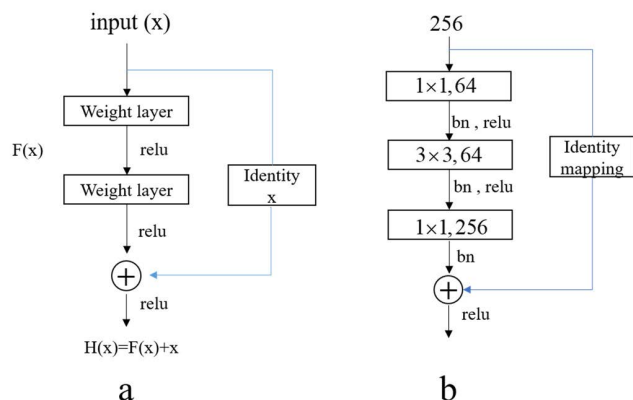 input (x)
Weight layer
F(x)
relu
Weight layer
Identity
x
relu
+
relu
H(x)=F(x)+x
a
256
1×1,64
bn , relu
3×3,64
Identity
mapping
bn , relu
1×1,256
bn
+
relu
b